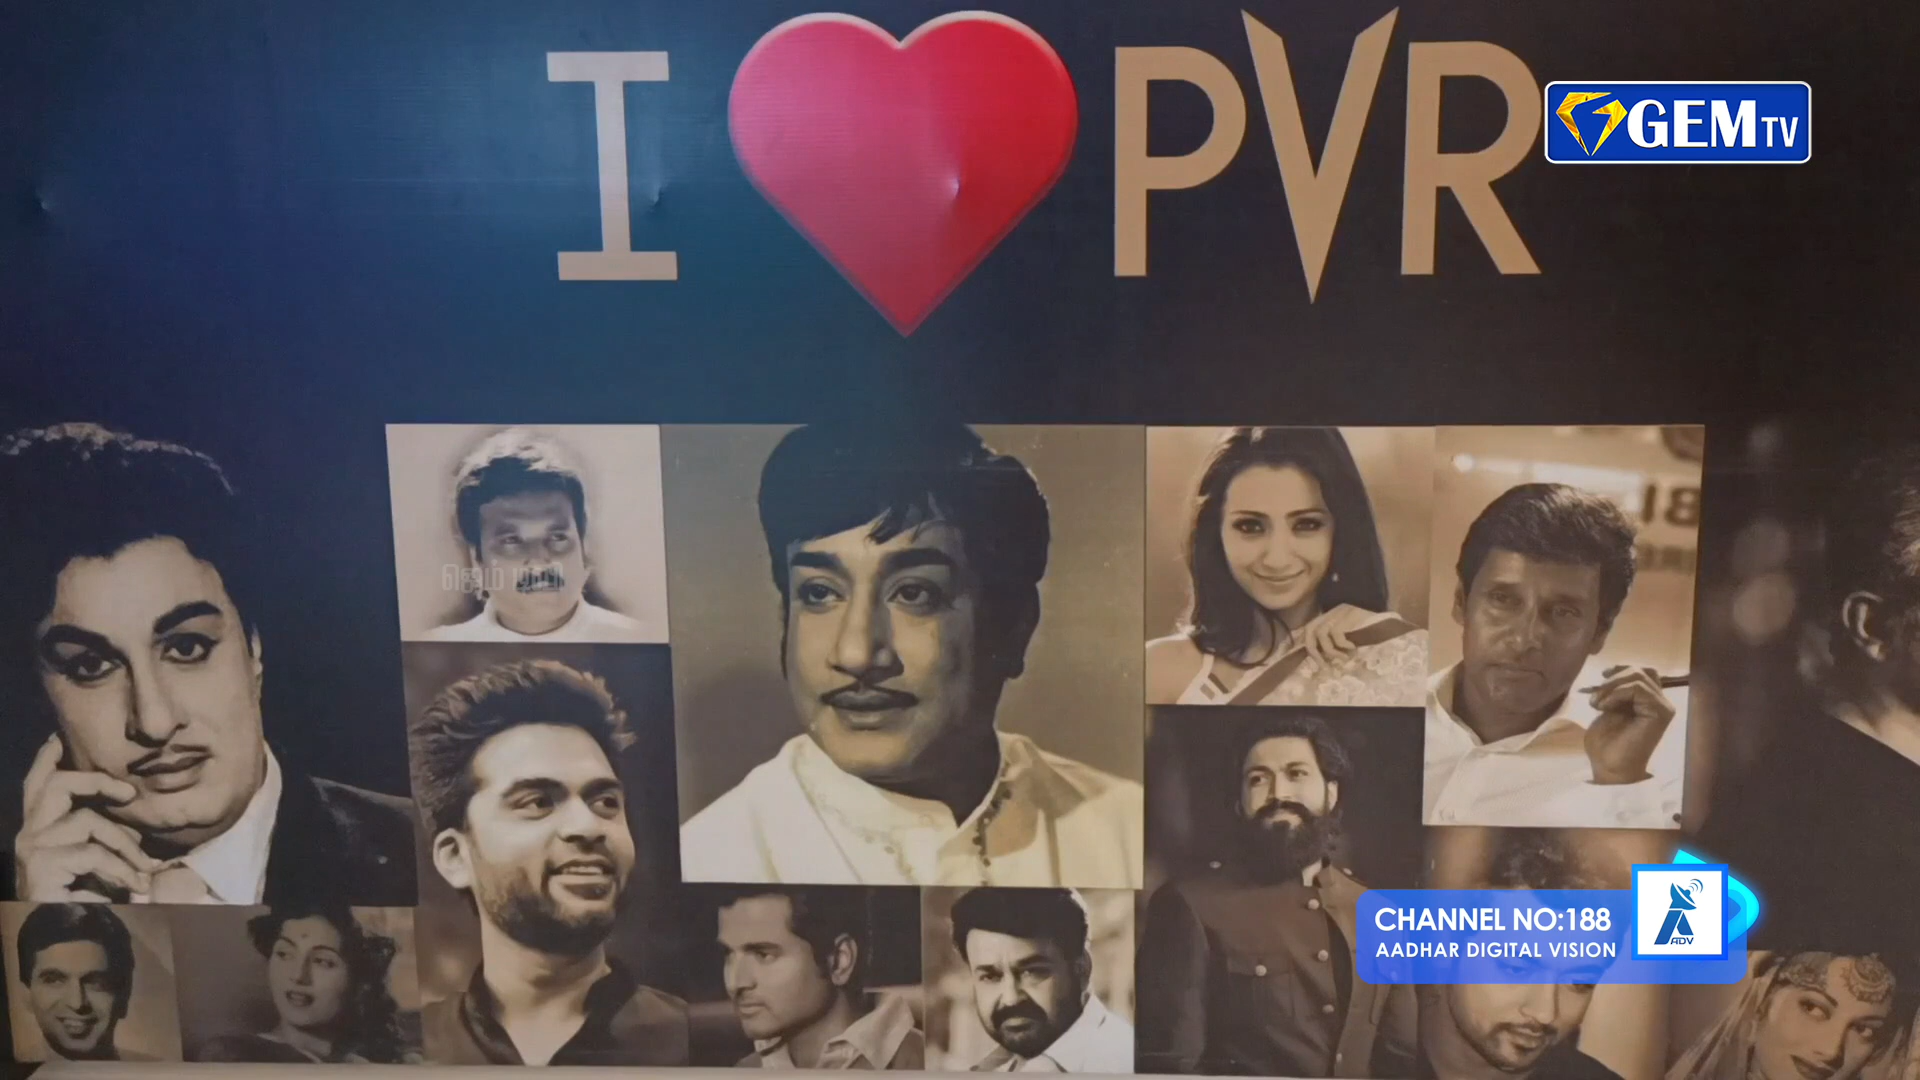 I ❤ PVR
GEM TV
ஜெம் டிவி
CHANNEL NO:188
AADHAR DIGITAL VISION
ADV